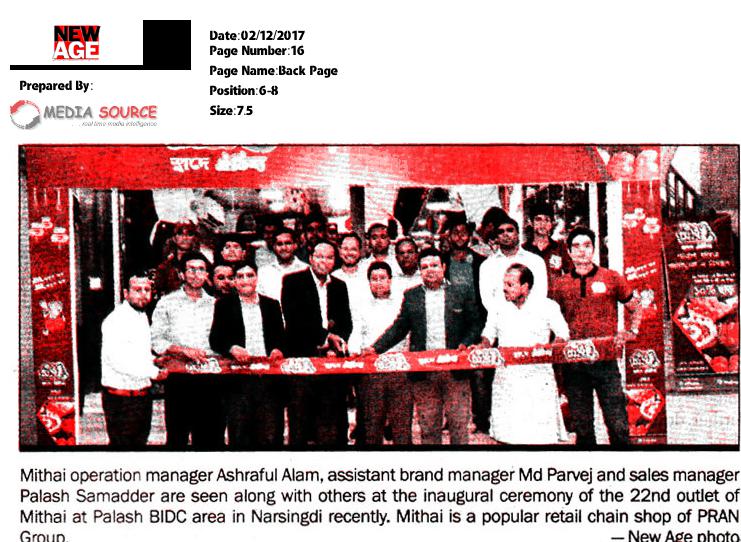 NEW
AGE
Date:02/12/2017
Page Number:16
Page Name:Back Page
Position:6-8
Size:7.5
Prepared By:
MEDIA SOURCE
...real time media intelligence
Mithai operation manager Ashraful Alam, assistant brand manager Md Parvej and sales manager
Palash Samadder are seen along with others at the inaugural ceremony of the 22nd outlet of
Mithai at Palash BIDC area in Narsingdi recently. Mithai is a popular retail chain shop of PRAN
Group. — New Age photo